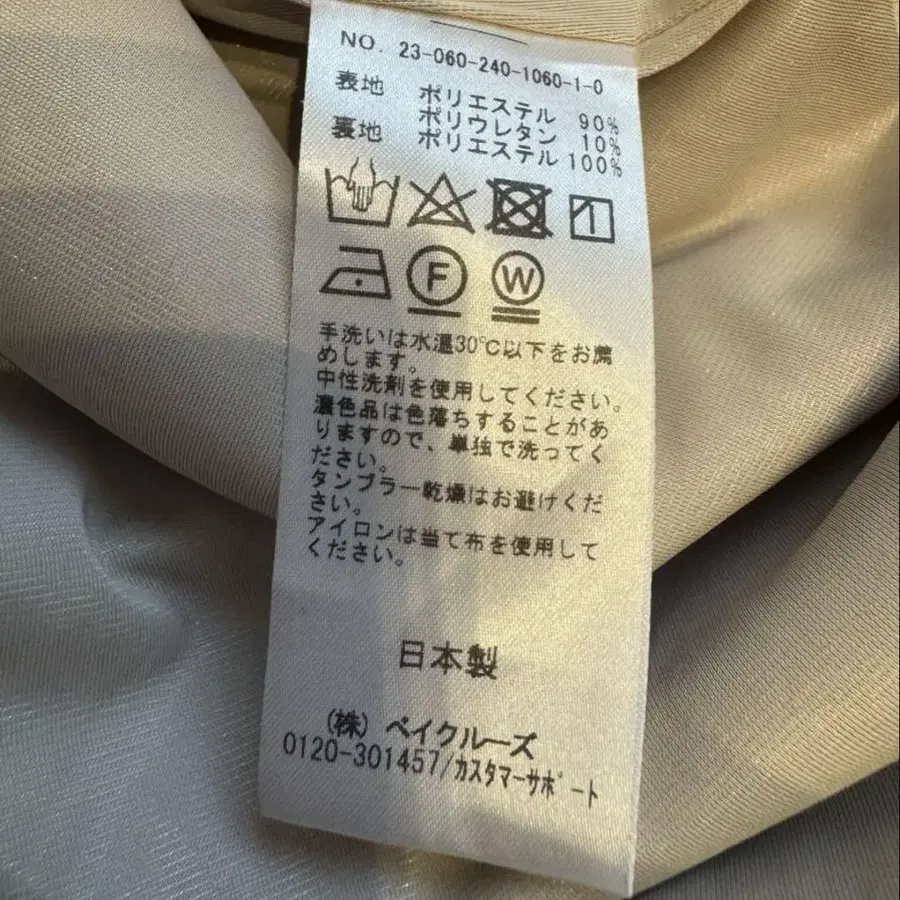 NO. 23-060-240-1060-1-0
表地 ポリエステル 90%
ポリウレタン 10%
裏地 ポリエステル 100%
F W
手洗いは水温30℃以下をお薦
めします。
中性洗剤を使用してください。
濃色品は色落ちすることがあ
りますので、単独で洗ってく
ださい。
タンブラー乾燥はお避けくだ
さい。
アイロンは当て布を使用して
ください。
日本製
(株) ベイクルーズ
0120-301457/カスタマーサポート